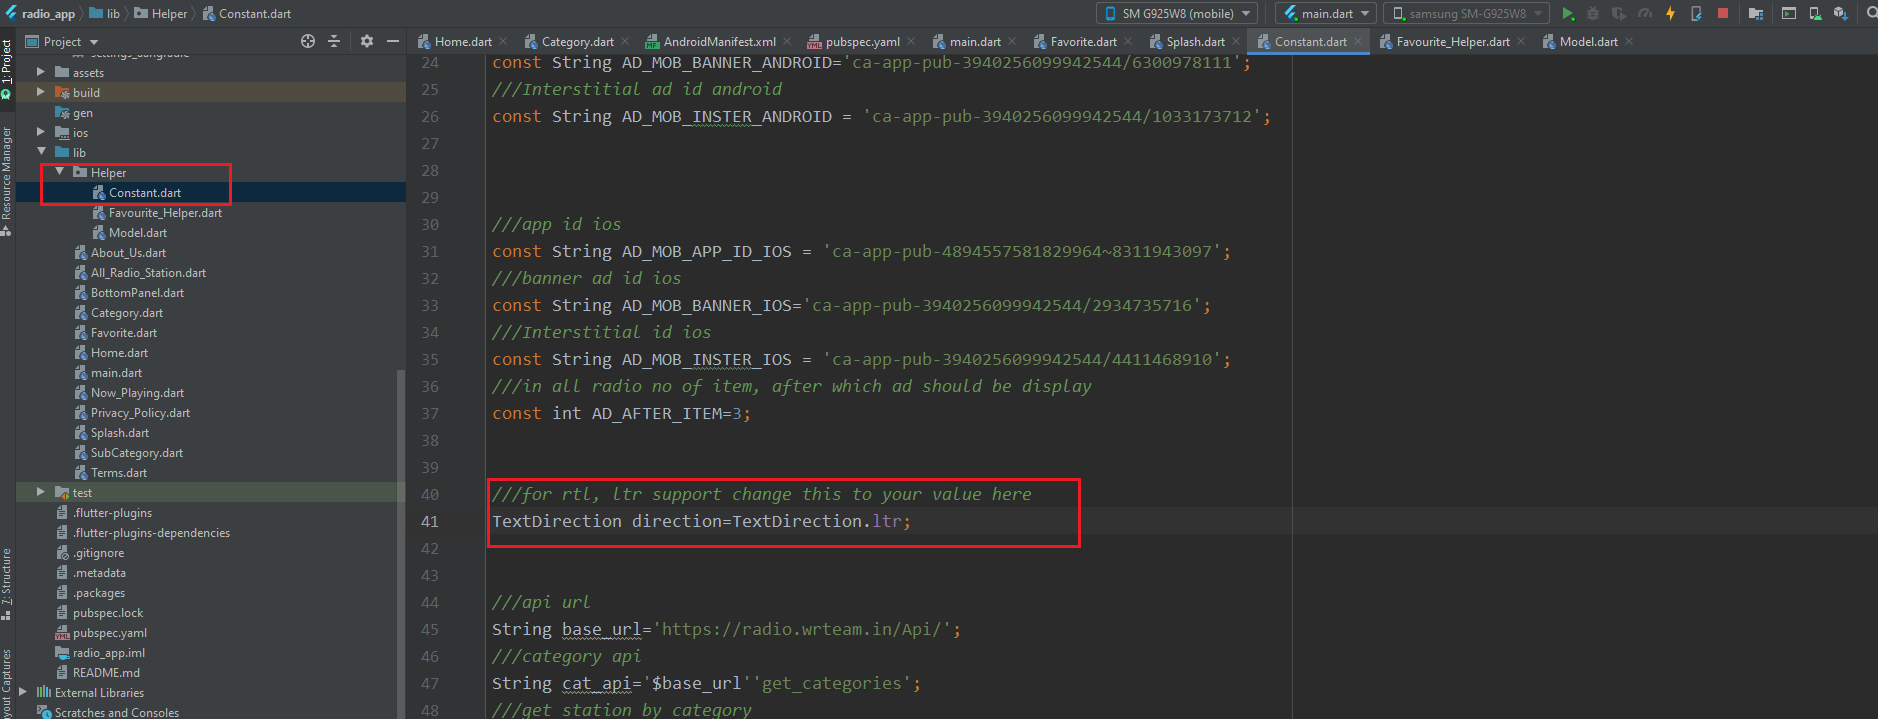 radio_app lib Helper Constant.dart SM G925W8 (mobile) main.dart samsung SM-G925W8
Project
Home.dart Category.dart AndroidManifest.xml pubspec.yaml main.dart Favorite.dart Splash.dart Constant.dart Favourite_Helper.dart Model.dart
1: Project
Resource Manager
7: Structure
Layout Captures
assets
build
gen
ios
lib
Helper
Constant.dart
Favourite_Helper.dart
Model.dart
About_Us.dart
All_Radio_Station.dart
BottomPanel.dart
Category.dart
Favorite.dart
Home.dart
main.dart
Now_Playing.dart
Privacy_Policy.dart
Splash.dart
SubCategory.dart
Terms.dart
test
.flutter-plugins
.flutter-plugins-dependencies
.gitignore
.metadata
.packages
pubspec.lock
pubspec.yaml
radio_app.iml
README.md
External Libraries
Scratches and Consoles
24 const String AD_MOB_BANNER_ANDROID='ca-app-pub-3940256099942544/6300978111';
25 ///Interstitial ad id android
26 const String AD_MOB_INSTER_ANDROID = 'ca-app-pub-3940256099942544/1033173712';
27
28
29
30 ///app id ios
31 const String AD_MOB_APP_ID_IOS = 'ca-app-pub-4894557581829964~8311943097';
32 ///banner ad id ios
33 const String AD_MOB_BANNER_IOS='ca-app-pub-3940256099942544/2934735716';
34 ///Interstitial id ios
35 const String AD_MOB_INSTER_IOS = 'ca-app-pub-3940256099942544/4411468910';
36 ///in all radio no of item, after which ad should be display
37 const int AD_AFTER_ITEM=3;
38
39
40 ///for rtl, ltr support change this to your value here
41 TextDirection direction=TextDirection.ltr;
42
43
44 ///api url
45 String base_url='https://radio.wrteam.in/Api/';
46 ///category api
47 String cat_api='$base_url''get_categories';
48 ///get station by category